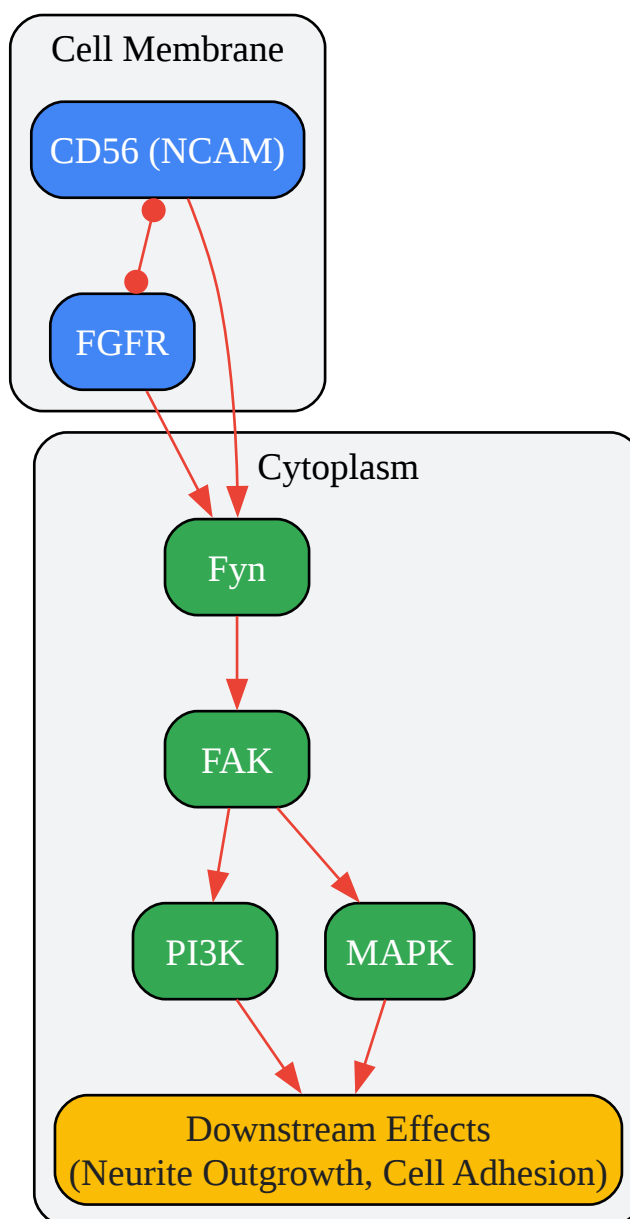 Cell Membrane
CD56 (NCAM)
FGFR
Cytoplasm
Fyn
FAK
PI3K
MAPK
Downstream Effects
(Neurite Outgrowth, Cell Adhesion)